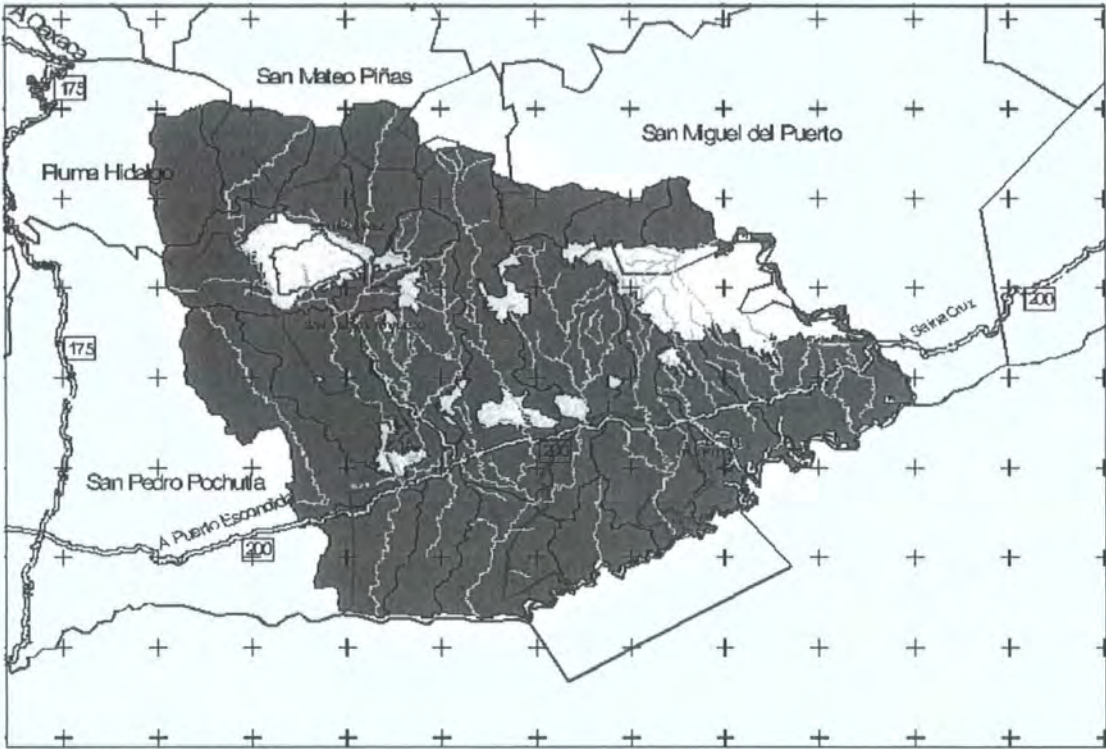 A Oaxaca
175
San Mateo Piñas
San Miguel del Puerto
Pluma Hidalgo
200
A Santa Cruz
175
San Pedro Pochutla
A Puerto Escondido
200
200